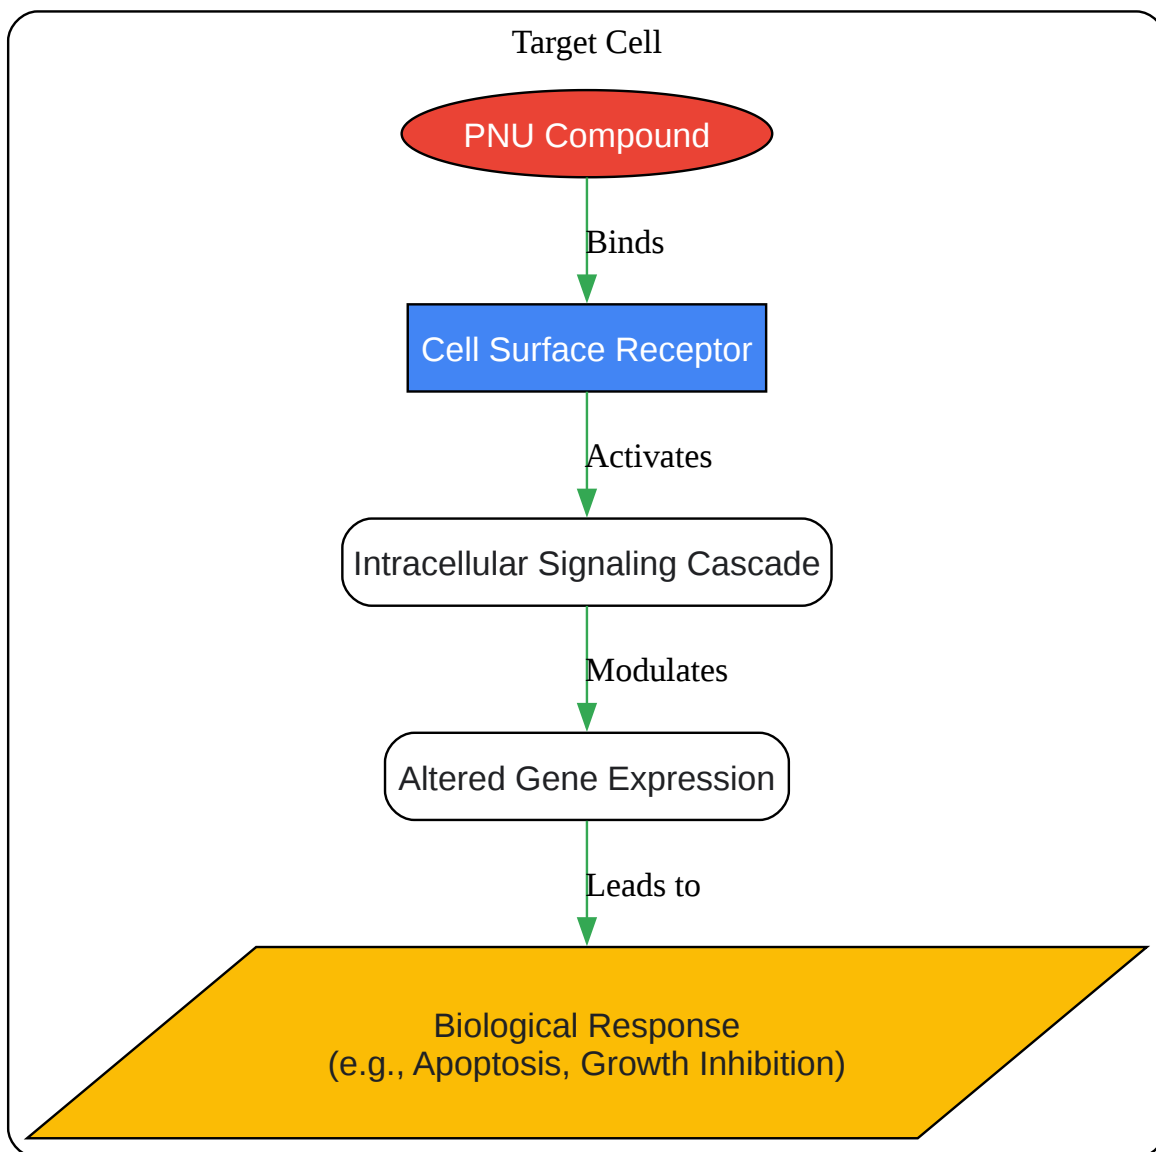 Target Cell
PNU Compound
Binds
Cell Surface Receptor
Activates
Intracellular Signaling Cascade
Modulates
Altered Gene Expression
Leads to
Biological Response
(e.g., Apoptosis, Growth Inhibition)